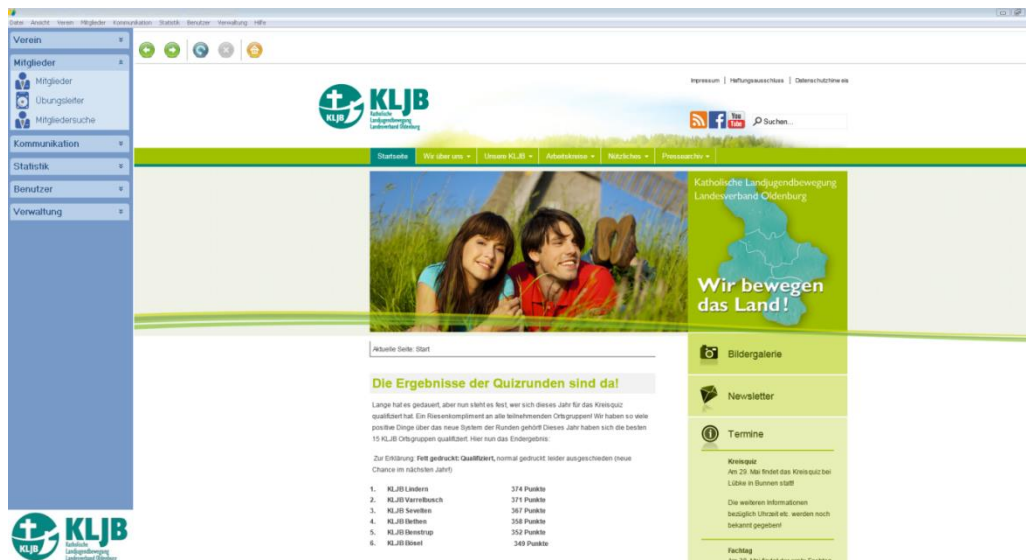 Datei Ansicht Verein Mitglieder Kommunikation Statistik Benutzer Verwaltung Hilfe
Verein
Mitglieder
Mitglieder
Übungsleiter
Mitgliedersuche
Kommunikation
Statistik
Benutzer
Verwaltung
KLJB
Katholische
Landjugendbewegung
Landesverband Oldenburg
KLJB
Impressum | Haftungsausschluss | Datenschutzhinweis
KLJB
Katholische
Landjugendbewegung
Landesverband Oldenburg
KLJB
You
Tube
Suchen...
Startseite Wir über uns Unsere KLJB Arbeitskreise Nützliches Pressearchiv
Katholische Landjugendbewegung
Landesverband Oldenburg
Wir bewegen
das Land!
Aktuelle Seite: Start
Die Ergebnisse der Quizrunden sind da!
Lange hat es gedauert, aber nun steht es fest, wer sich dieses Jahr für das Kreisquiz
qualifiziert hat. Ein Riesenkompliment an alle teilnehmenden Ortsgruppen! Wir haben so viele
positive Dinge über das neue System der Runden gehört! Dieses Jahr haben sich die besten
15 KLJB Ortsgruppen qualifiziert. Hier nun das Endergebnis:
Zur Erklärung: Fett gedruckt: Qualifiziert, normal gedruckt: leider ausgeschieden (neue
Chance im nächsten Jahr!)
1. KLJB Lindern 374 Punkte
2. KLJB Varrelbusch 371 Punkte
3. KLJB Sevelten 367 Punkte
4. KLJB Bethen 358 Punkte
5. KLJB Benstrup 352 Punkte
6. KLJB Bösel 349 Punkte
Bildergalerie
Newsletter
Termine
Kreisquiz
Am 29. Mai findet das Kreisquiz bei
Lübke in Bunnen statt!
Die weiteren Informationen
bezüglich Uhrzeit etc. werden noch
bekannt gegeben!
Fachtag